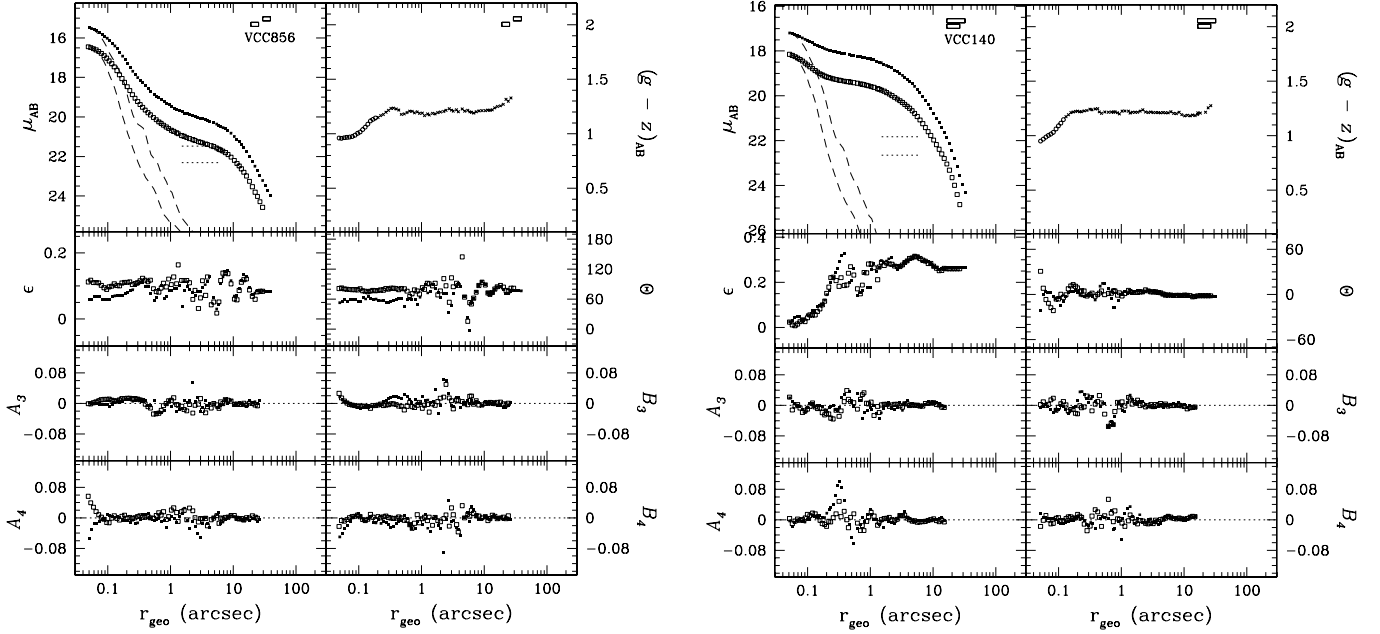 VCC856
16
18
20
22
24
μAB
2
1.5
1
0.5
(g − z)AB
0.2
0
ϵ
180
120
60
0
Θ
0.08
0
−0.08
A3
0.08
0
−0.08
B3
0.08
0
−0.08
A4
0.08
0
−0.08
B4
0.1 1 10 100
0.1 1 10 100
rgeo (arcsec)
rgeo (arcsec)
VCC140
16
18
20
22
24
26
μAB
2
1.5
1
0.5
(g − z)AB
0.4
0.2
0
ϵ
60
0
−60
Θ
0.08
0
−0.08
A3
0.08
0
−0.08
B3
0.08
0
−0.08
A4
0.08
0
−0.08
B4
0.1 1 10 100
0.1 1 10 100
rgeo (arcsec)
rgeo (arcsec)